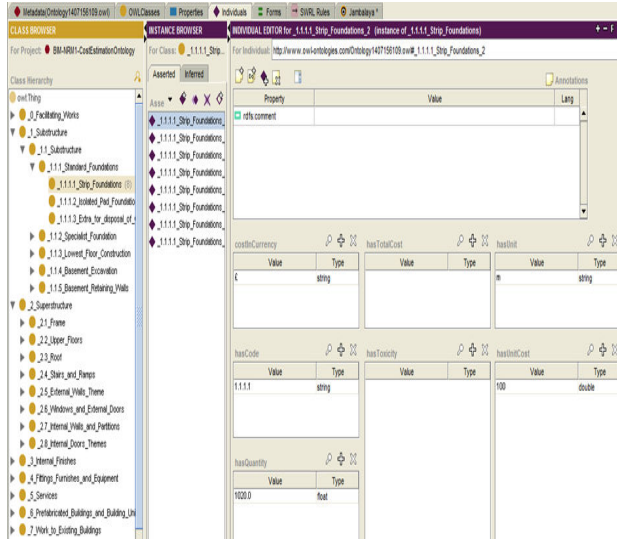 Metadata(Ontology1407156109.owl) OWLClasses Properties Individuals Forms SWRL Rules Jambalaya
CLASS BROWSER
For Project: BIM-NRM1-CostEstimationOntology
Class Hierarchy
owl:Thing
_0_Facilitating_Works
_1_Substructure
_1.1_Substructure
_1.1.1_Standard_Foundations
_1.1.1.1_Strip_Foundations (8)
_1.1.1.2_Isolated_Pad_Foundatio
_1.1.1.3_Extra_for_disposal_of_
_1.1.2_Specialist_Foundation
_1.1.3_Lowest_Floor_Construction
_1.1.4_Basement_Excavation
_1.1.5_Basement_Retaining_Walls
_2_Superstructure
_2.1_Frame
_2.2_Upper_Floors
_2.3_Roof
_2.4_Stairs_and_Ramps
_2.5_External_Walls_Theme
_2.6_Windows_and_External_Doors
_2.7_Internal_Walls_and_Partitions
_2.8_Internal_Doors_Themes
_3_Internal_Finishes
_4_Fittings_Furnishes_and_Equipment
_5_Services
_6_Prefabricated_Buildings_and_Building_Uni
_7_Work_to_Existing_Buildings
INSTANCE BROWSER
For Class: _1.1.1.1_Strip...
Asserted Inferred
Asse
_1.1.1.1_Strip_Foundations_
_1.1.1.1_Strip_Foundations_
_1.1.1.1_Strip_Foundations_
_1.1.1.1_Strip_Foundations_
_1.1.1.1_Strip_Foundations_
_1.1.1.1_Strip_Foundations_
_1.1.1.1_Strip_Foundations_
_1.1.1.1_Strip_Foundations_
INDIVIDUAL EDITOR for _1.1.1.1_Strip_Foundations_2 (instance of _1.1.1.1_Strip_Foundations)
For Individual: http://www.owl-ontologies.com/Ontology1407156109.owl#_1.1.1.1_Strip_Foundations_2
Annotations
Property Value Lang
rdfs:comment
costInCurrency hasTotalCost hasUnit
Value Type Value Type Value Type
£ string m string
hasCode hasToxicity hasUnitCost
Value Type Value Type Value Type
1.1.1.1 string 100 double
hasQuantity
Value Type
1020.0 float